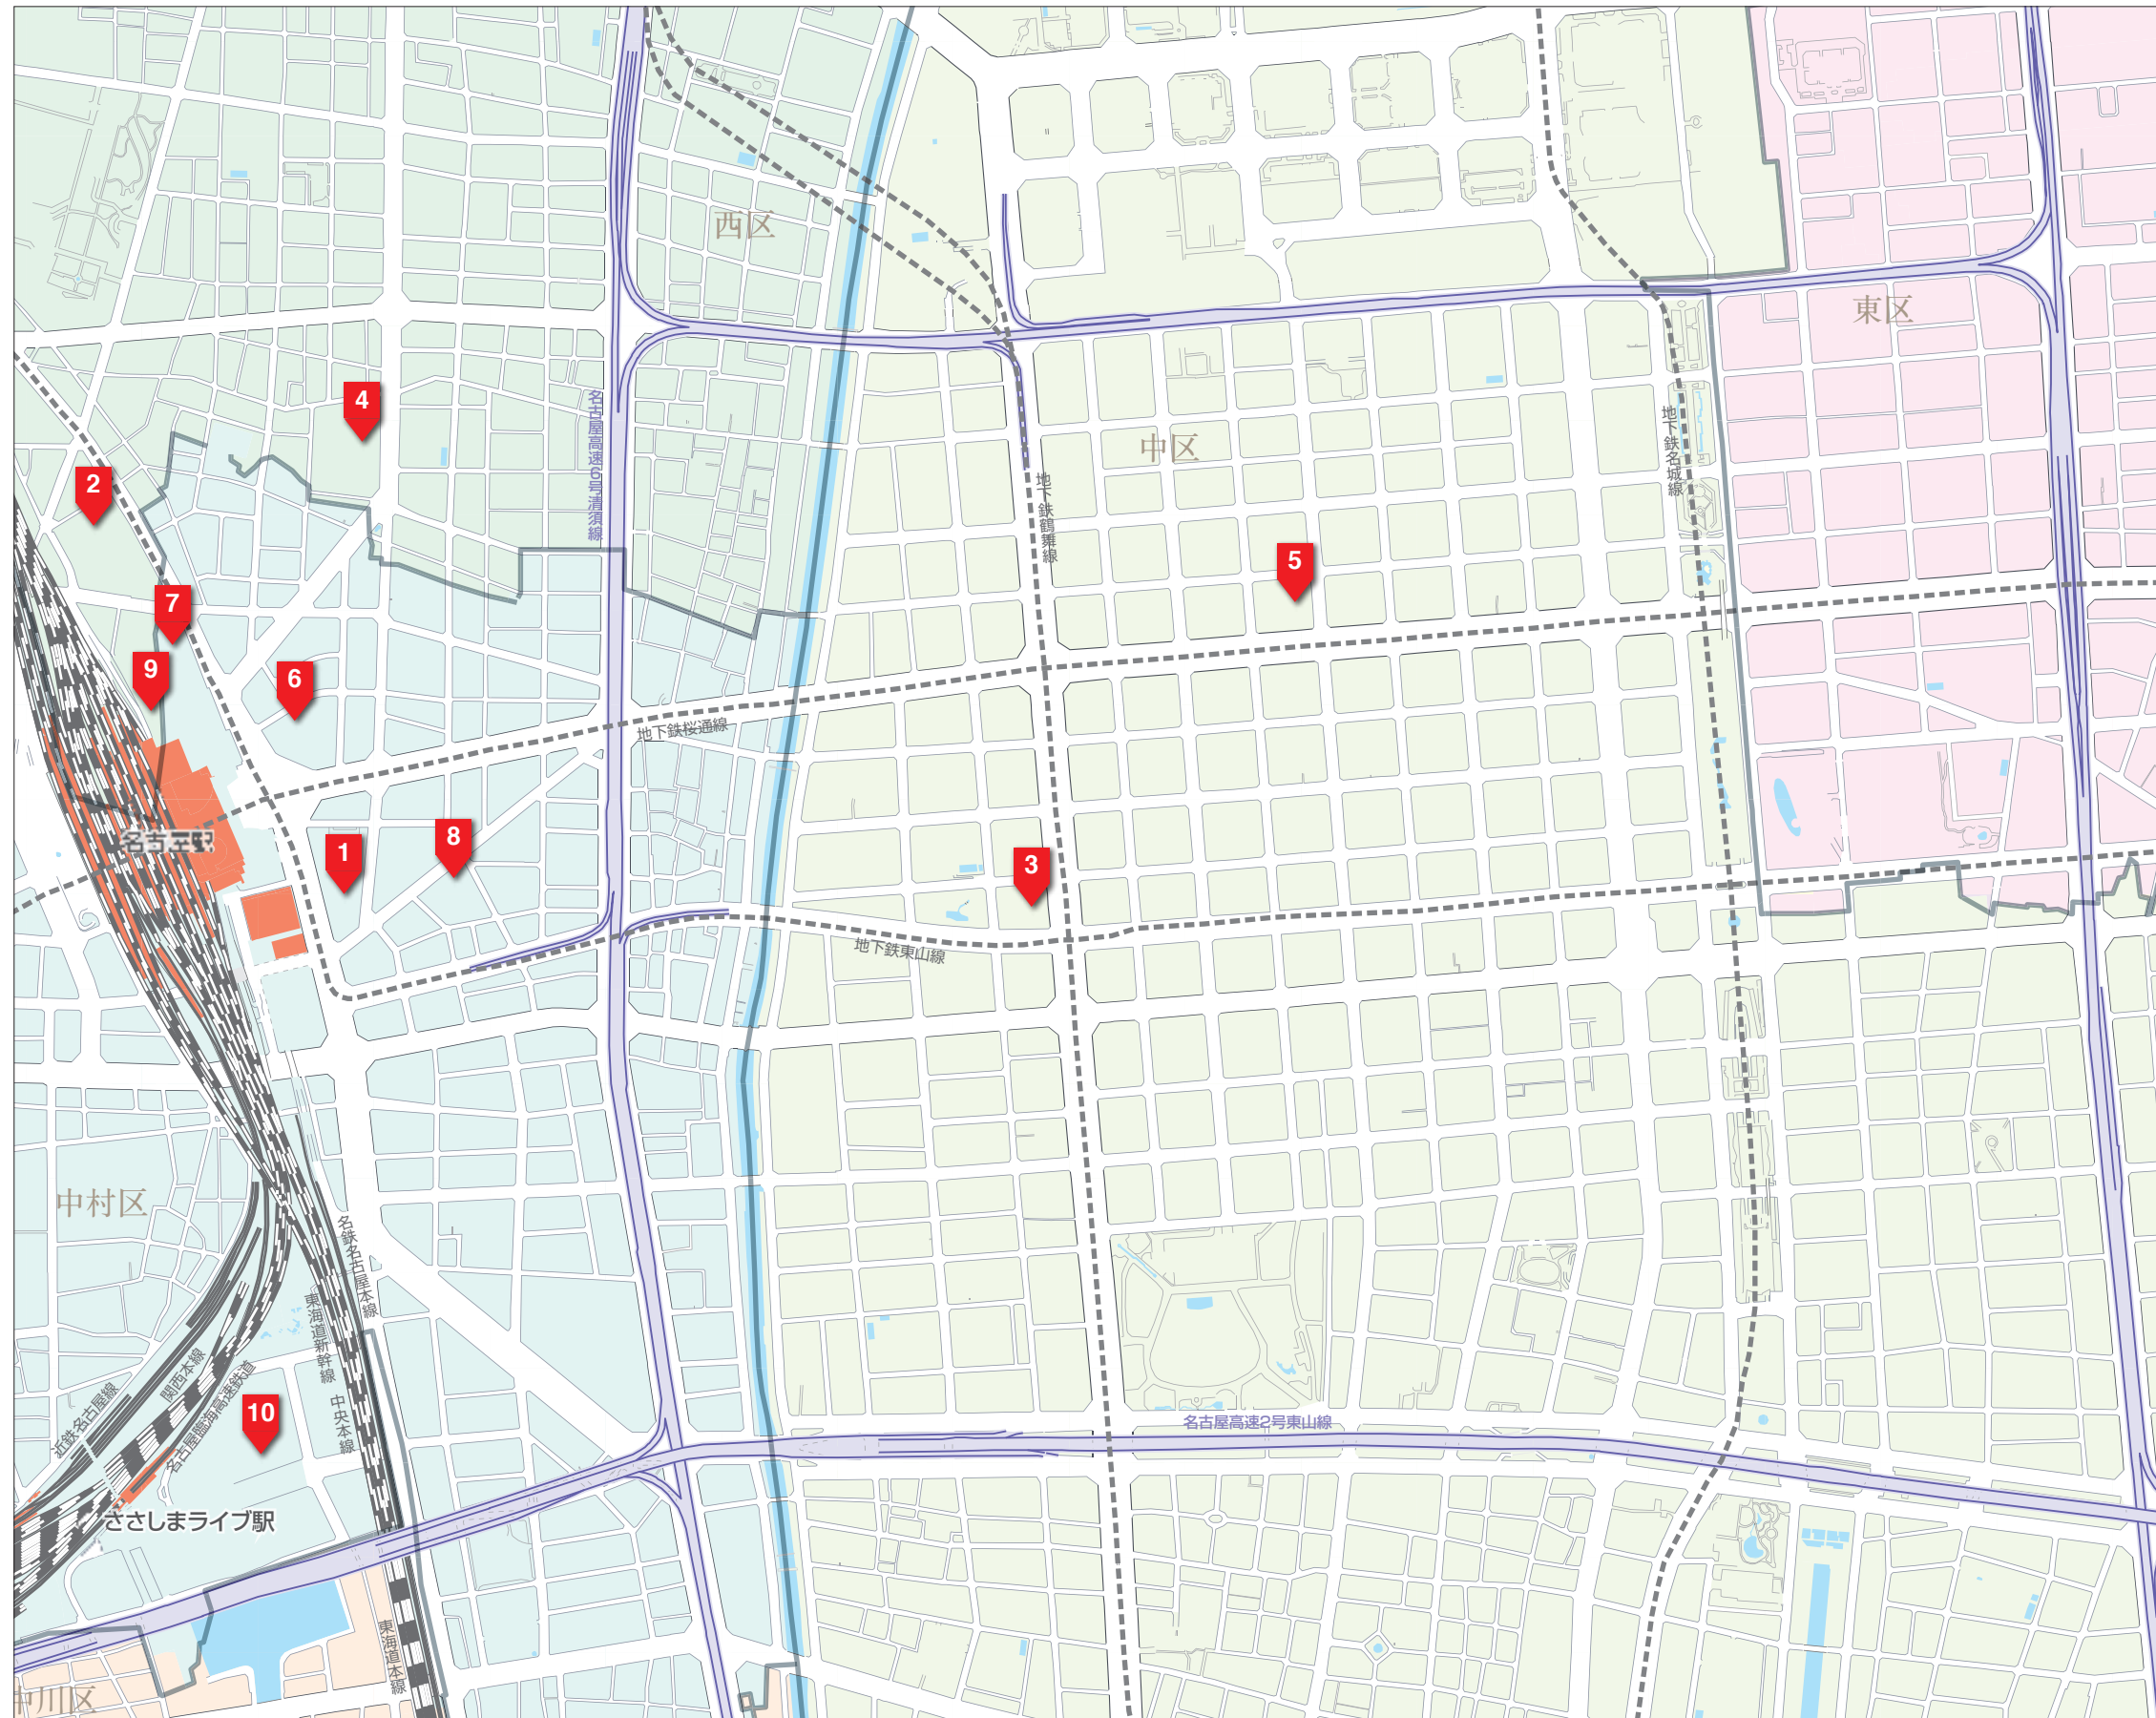 西区
東区
4
名古屋高速6号清須線
地下鉄名城線
中区
2
地下鉄鶴舞線
5
7
9
6
地下鉄桜通線
名古屋駅
1
8
3
地下鉄東山線
中村区
名鉄名古屋本線
東海道新幹線
中央本線
関西本線
近鉄名古屋線
名古屋臨海高速鉄道
10
名古屋高速2号東山線
ささしまライブ駅
東海道本線
中川区